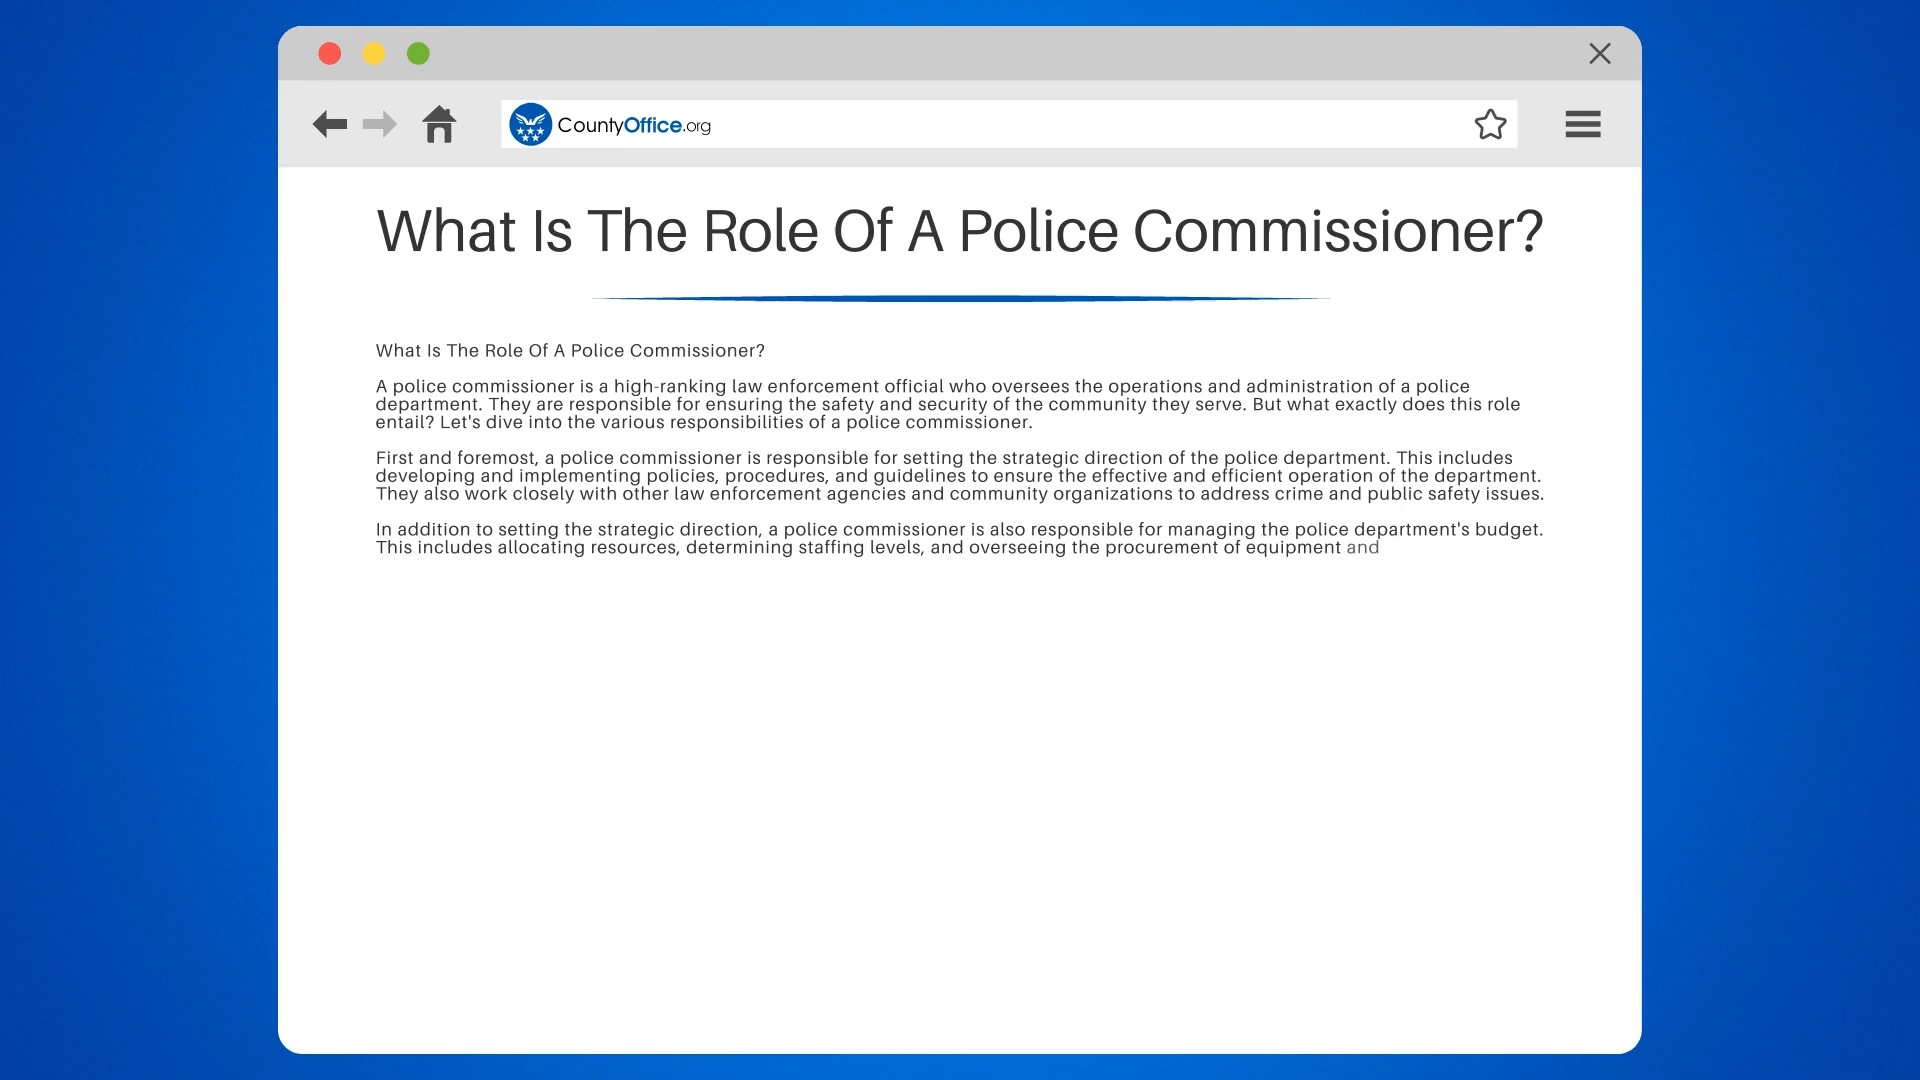 CountyOffice.org
What Is The Role Of A Police Commissioner?
What Is The Role Of A Police Commissioner?
A police commissioner is a high-ranking law enforcement official who oversees the operations and administration of a police
department. They are responsible for ensuring the safety and security of the community they serve. But what exactly does this role
entail? Let's dive into the various responsibilities of a police commissioner.
First and foremost, a police commissioner is responsible for setting the strategic direction of the police department. This includes
developing and implementing policies, procedures, and guidelines to ensure the effective and efficient operation of the department.
They also work closely with other law enforcement agencies and community organizations to address crime and public safety issues.
In addition to setting the strategic direction, a police commissioner is also responsible for managing the police department's budget.
This includes allocating resources, determining staffing levels, and overseeing the procurement of equipment and